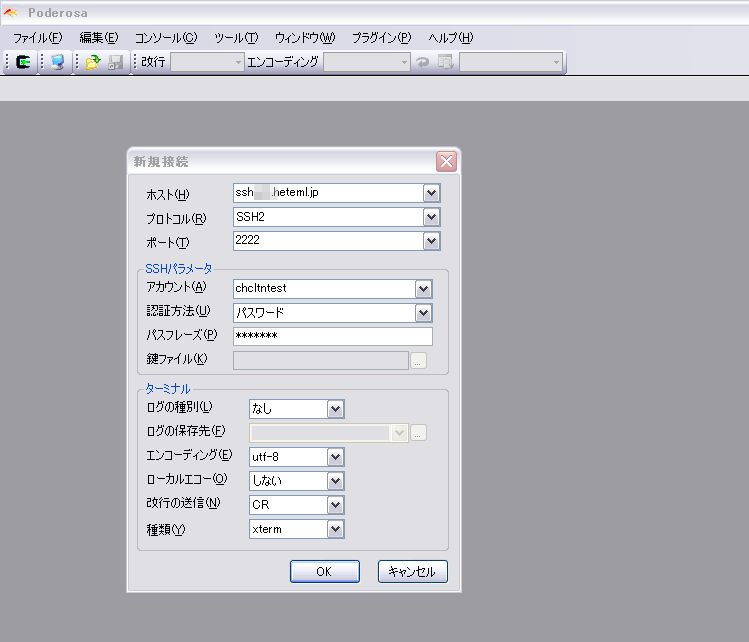 Poderosa
ファイル(F) 編集(E) コンソール(C) ツール(T) ウィンドウ(W) プラグイン(P) ヘルプ(H)
改行 エンコーディング
新規接続
ホスト(H) ssh .heteml.jp
プロトコル(R) SSH2
ポート(T) 2222
SSHパラメータ
アカウント(A) chcltntest
認証方法(U) パスワード
パスフレーズ(P) *******
鍵ファイル(K) ...
ターミナル
ログの種別(L) なし
ログの保存先(F) ...
エンコーディング(E) utf-8
ローカルエコー(O) しない
改行の送信(N) CR
種類(Y) xterm
OK キャンセル